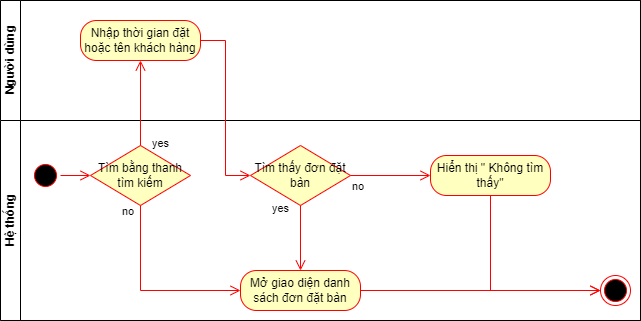 Người dùng
Nhập thời gian đặt
hoặc tên khách hàng
yes
Hệ thống
Tìm bằng thanh
tìm kiếm
no
Tìm thấy đơn đặt
bàn
no
yes
Hiển thị " Không tìm
thấy"
Mở giao diện danh
sách đơn đặt bàn